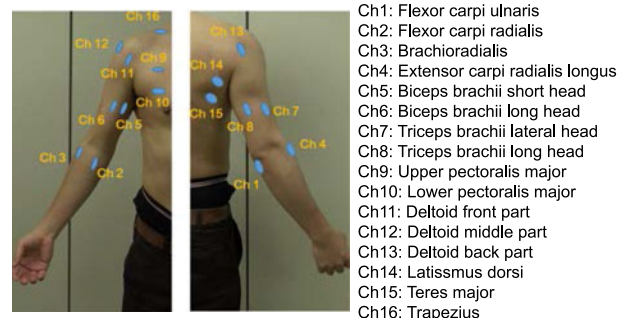 Ch 16
Ch 12
Ch 9
Ch 11
Ch 10
Ch 6
Ch 5
Ch 3
Ch 2
Ch 13
Ch 14
Ch 15
Ch 7
Ch 8
Ch 4
Ch 1
Ch1: Flexor carpi ulnaris
Ch2: Flexor carpi radialis
Ch3: Brachioradialis
Ch4: Extensor carpi radialis longus
Ch5: Biceps brachii short head
Ch6: Biceps brachii long head
Ch7: Triceps brachii lateral head
Ch8: Triceps brachii long head
Ch9: Upper pectoralis major
Ch10: Lower pectoralis major
Ch11: Deltoid front part
Ch12: Deltoid middle part
Ch13: Deltoid back part
Ch14: Latissmus dorsi
Ch15: Teres major
Ch16: Trapezius